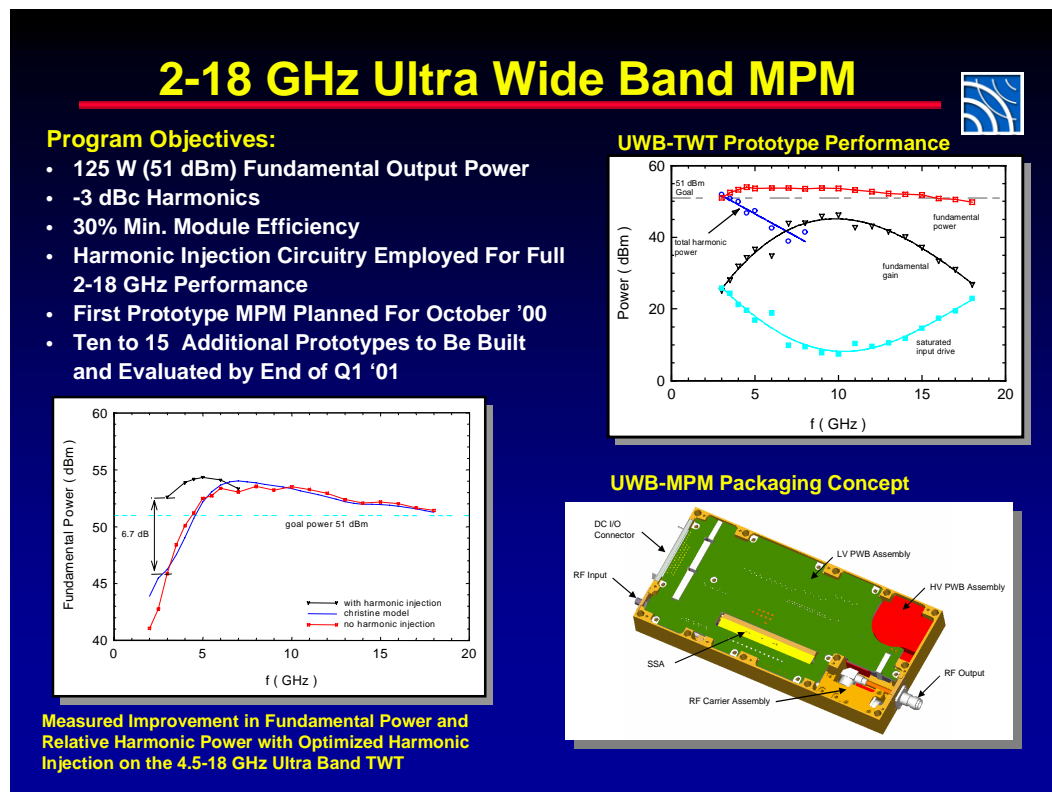 2-18 GHz Ultra Wide Band MPM
Program Objectives:
• 125 W (51 dBm) Fundamental Output Power
• -3 dBc Harmonics
• 30% Min. Module Efficiency
• Harmonic Injection Circuitry Employed For Full
2-18 GHz Performance
• First Prototype MPM Planned For October ’00
• Ten to 15 Additional Prototypes to Be Built
and Evaluated by End of Q1 ‘01
UWB-TWT Prototype Performance
60
40
20
0
Power ( dBm )
51 dBm
Goal
total harmonic
power
fundamental
power
fundamental
gain
saturated
input drive
0 5 10 15 20
f ( GHz )
60
55
50
45
40
Fundamental Power ( dBm )
6.7 dB
goal power 51 dBm
with harmonic injection
christine model
no harmonic injection
0 5 10 15 20
f ( GHz )
Measured Improvement in Fundamental Power and
Relative Harmonic Power with Optimized Harmonic
Injection on the 4.5-18 GHz Ultra Band TWT
UWB-MPM Packaging Concept
DC I/O
Connector
RF Input
LV PWB Assembly
HV PWB Assembly
SSA
RF Carrier Assembly
RF Output